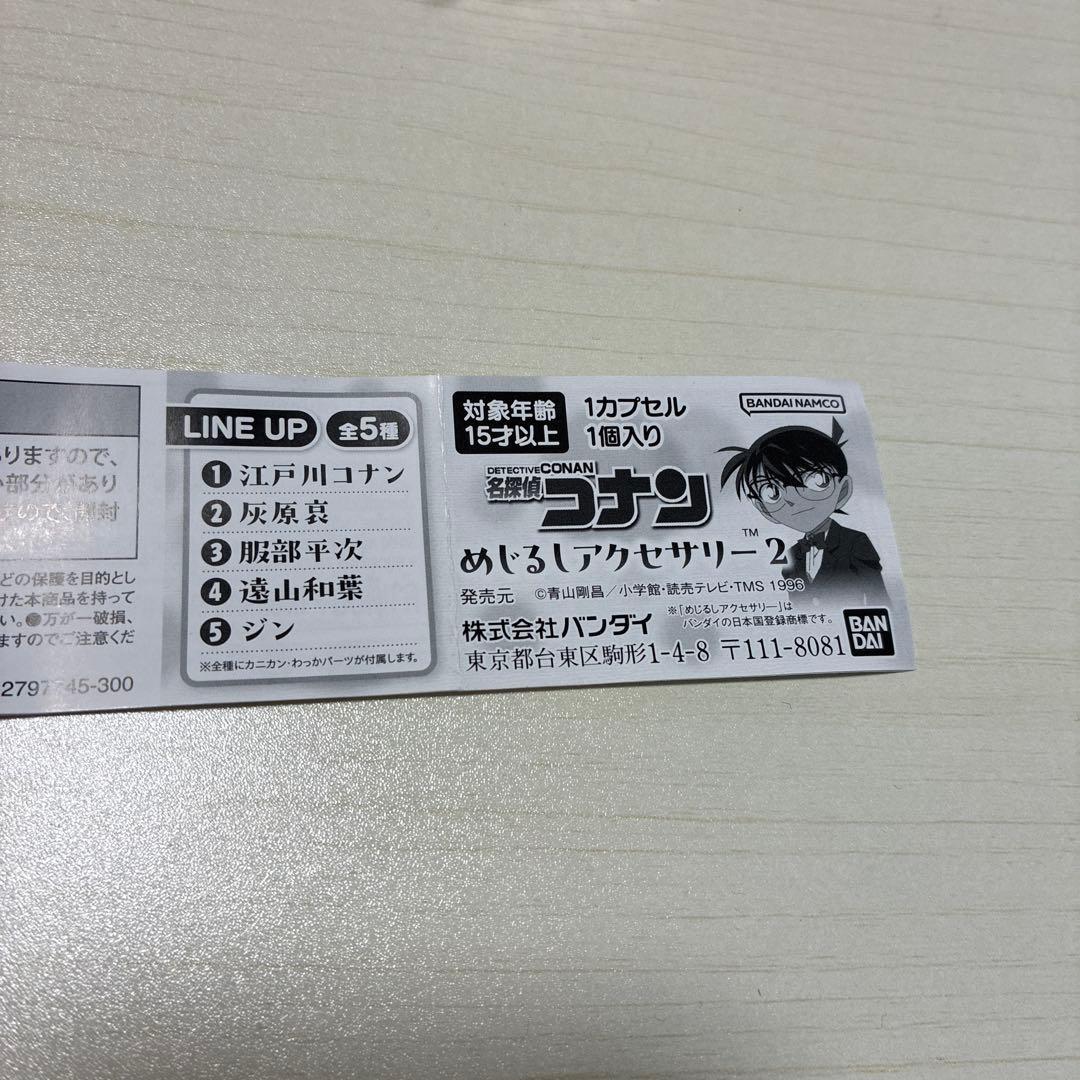 りますので、
部分があり
どの保護を目的とし
けた本商品を持って
い。●万が一破損、
ますのでご注意くだ
2797745-300
LINE UP 全5種
1 江戸川コナン
2 灰原哀
3 服部平次
4 遠山和葉
5 ジン
※全種にカニカン・わっかパーツが付属します。
対象年齢
15才以上
1カプセル
1個入り
BANDAI NAMCO
DETECTIVE CONAN
名探偵コナン
めじるしアクセサリー™2
発売元 ©青山剛昌/小学館・読売テレビ・TMS 1996
※「めじるしアクセサリー」は
バンダイの日本国登録商標です。
株式会社バンダイ
東京都台東区駒形1-4-8 〒111-8081
BAN
DAI